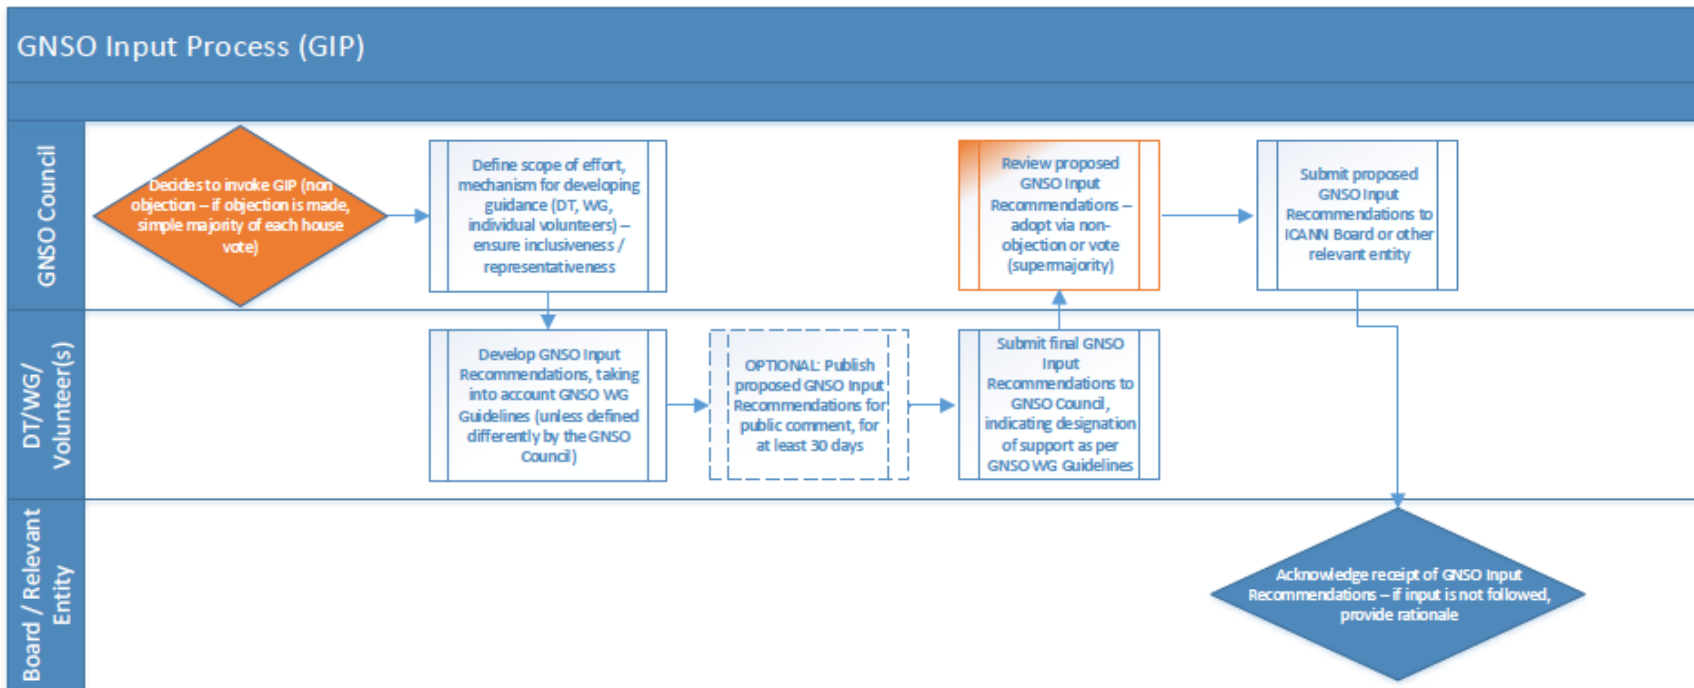 GNSO Input Process (GIP)
GNSO Council
Decides to invoke GIP (non
objection – if objection is made,
simple majority of each house
vote)
Define scope of effort,
mechanism for developing
guidance (DT, WG,
individual volunteers) –
ensure inclusiveness /
representativeness
Review proposed
GNSO Input
Recommendations –
adopt via non-
objection or vote
(supermajority)
Submit proposed
GNSO Input
Recommendations to
ICANN Board or other
relevant entity
DT/WG/
Volunteer(s)
Develop GNSO Input
Recommendations, taking
into account GNSO WG
Guidelines (unless defined
differently by the GNSO
Council)
OPTIONAL: Publish
proposed GNSO Input
Recommendations for
public comment, for
at least 30 days
Submit final GNSO
Input
Recommendations to
GNSO Council,
indicating designation
of support as per
GNSO WG Guidelines
Board / Relevant
Entity
Acknowledge receipt of GNSO Input
Recommendations – if input is not followed,
provide rationale